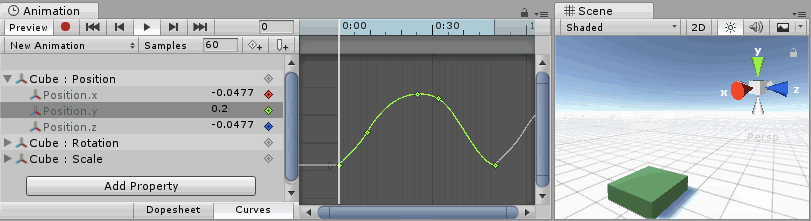 Animation
Preview
0
0:00
0:30
1
New Animation
Samples
60
Cube : Position
Position.x
-0.0477
Position.y
0.2
Position.z
-0.0477
Cube : Rotation
Cube : Scale
Add Property
Dopesheet
Curves
Scene
Shaded
2D
y
x
z
Persp